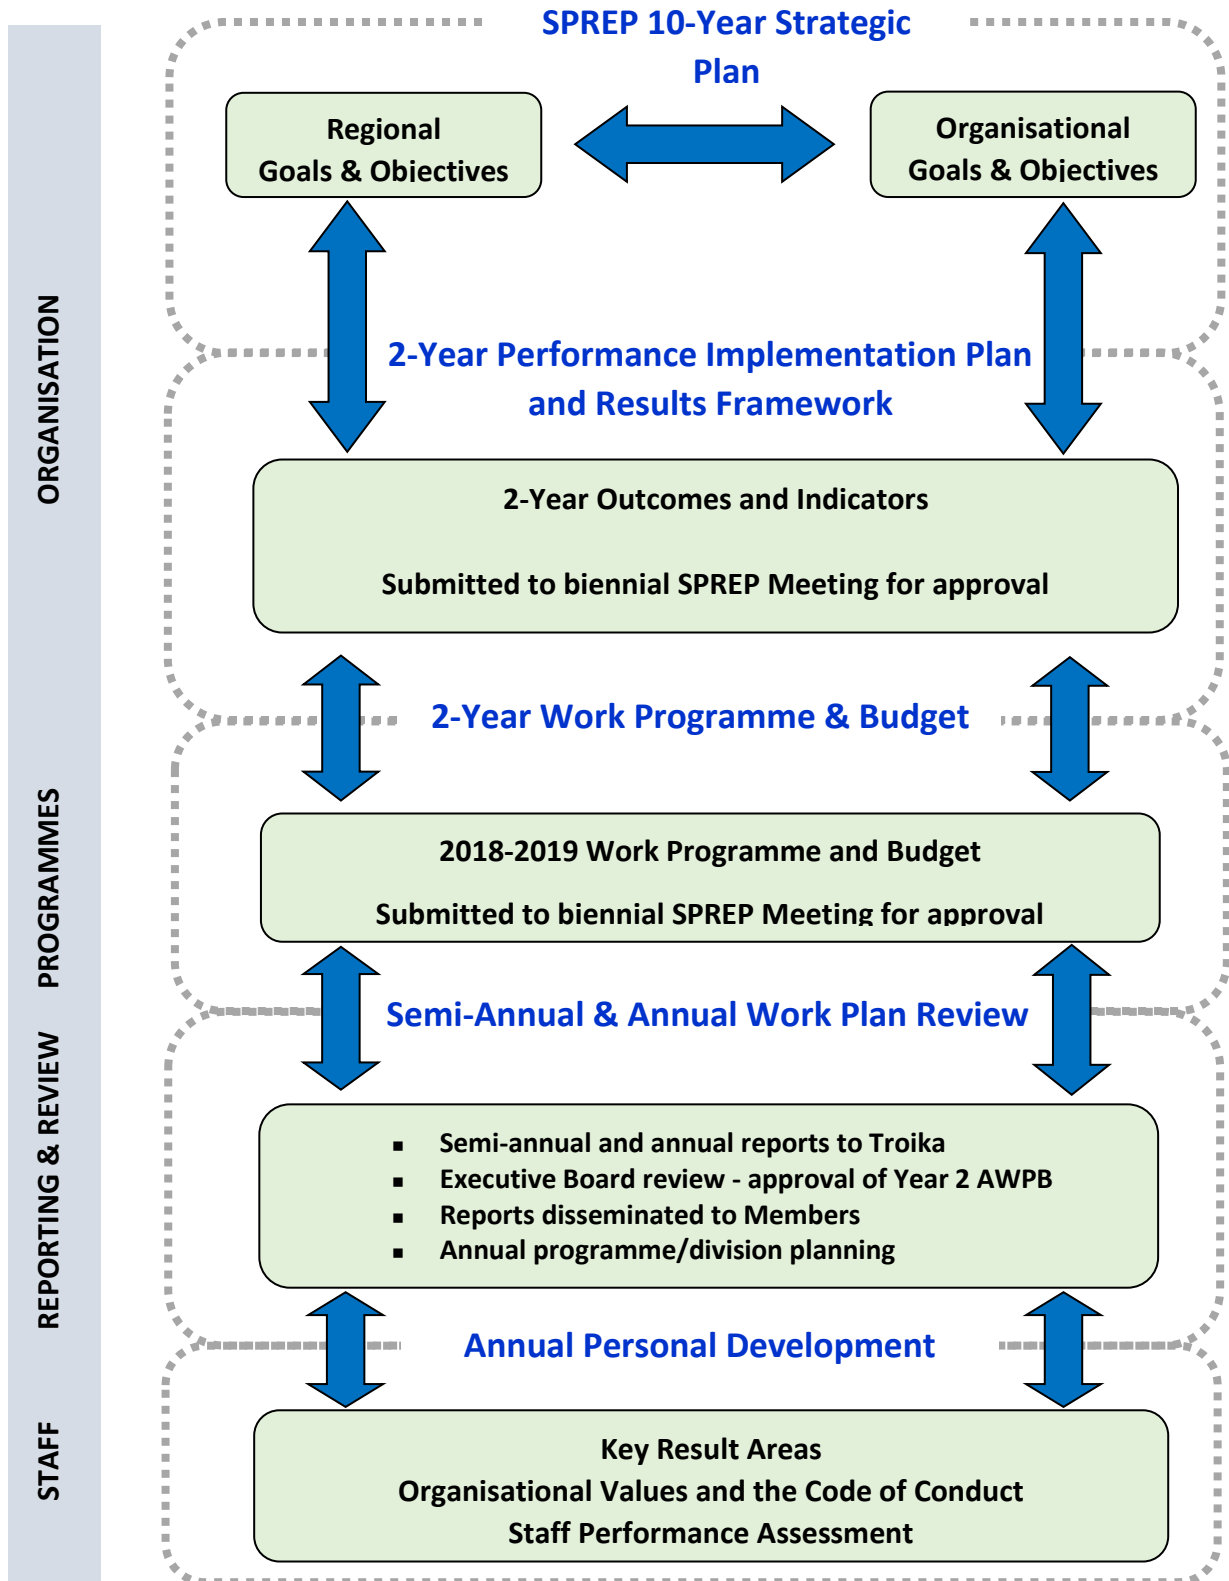 SPREP 10-Year Strategic
Plan
Regional
Goals & Objectives
Organisational
Goals & Objectives
ORGANISATION
2-Year Performance Implementation Plan
and Results Framework
2-Year Outcomes and Indicators
Submitted to biennial SPREP Meeting for approval
2-Year Work Programme & Budget
PROGRAMMES
2018-2019 Work Programme and Budget
Submitted to biennial SPREP Meeting for approval
Semi-Annual & Annual Work Plan Review
REPORTING & REVIEW
▪ Semi-annual and annual reports to Troika
▪ Executive Board review - approval of Year 2 AWPB
▪ Reports disseminated to Members
▪ Annual programme/division planning
Annual Personal Development
STAFF
Key Result Areas
Organisational Values and the Code of Conduct
Staff Performance Assessment